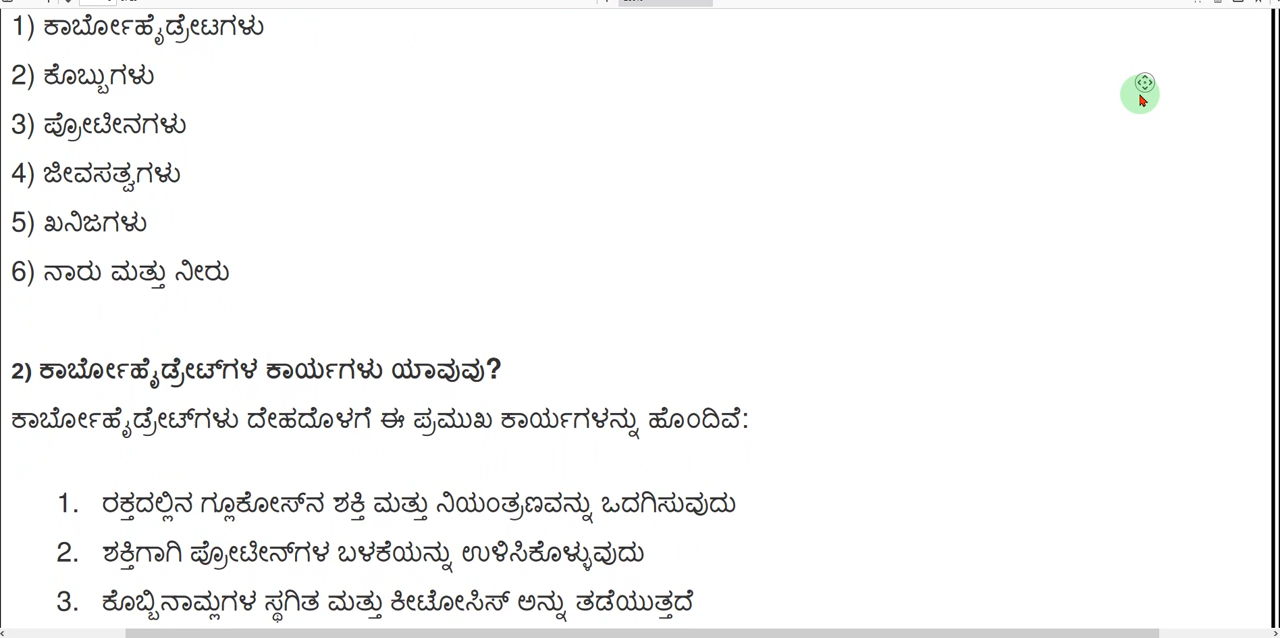 1) ಕಾರ್ಬೋಹೈಡ್ರೇಟಗಳು
2) ಕೊಬ್ಬುಗಳು
3) ಪ್ರೋಟೀನಗಳು
4) ಜೀವಸತ್ವಗಳು
5) ಖನಿಜಗಳು
6) ನಾರು ಮತ್ತು ನೀರು
2) ಕಾರ್ಬೋಹೈಡ್ರೇಟ್‌ಗಳ ಕಾರ್ಯಗಳು ಯಾವುವು?
ಕಾರ್ಬೋಹೈಡ್ರೇಟ್‌ಗಳು ದೇಹದೊಳಗೆ ಈ ಪ್ರಮುಖ ಕಾರ್ಯಗಳನ್ನು ಹೊಂದಿವೆ:
1. ರಕ್ತದಲ್ಲಿನ ಗ್ಲೂಕೋಸ್‌ನ ಶಕ್ತಿ ಮತ್ತು ನಿಯಂತ್ರಣವನ್ನು ಒದಗಿಸುವುದು
2. ಶಕ್ತಿಗಾಗಿ ಪ್ರೋಟೀನ್‌ಗಳ ಬಳಕೆಯನ್ನು ಉಳಿಸಿಕೊಳ್ಳುವುದು
3. ಕೊಬ್ಬಿನಾಮ್ಲಗಳ ಸ್ಥಗಿತ ಮತ್ತು ಕೀಟೋಸಿಸ್ ಅನ್ನು ತಡೆಯುತ್ತದೆ